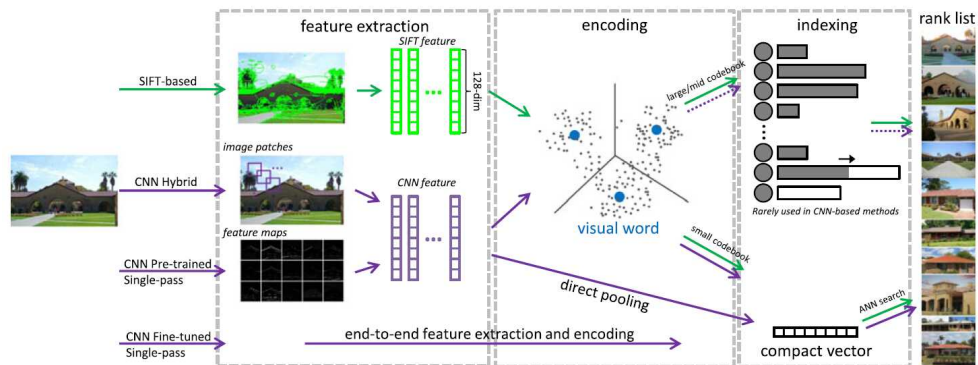 feature extraction
encoding
indexing
rank list
SIFT feature
SIFT-based
128-dim
large/mid codebook
image patches
CNN Hybrid
CNN feature
Rarely used in CNN-based methods
visual word
feature maps
small codebook
CNN Pre-trained
Single-pass
direct pooling
ANN search
CNN Fine-tuned
Single-pass
end-to-end feature extraction and encoding
compact vector